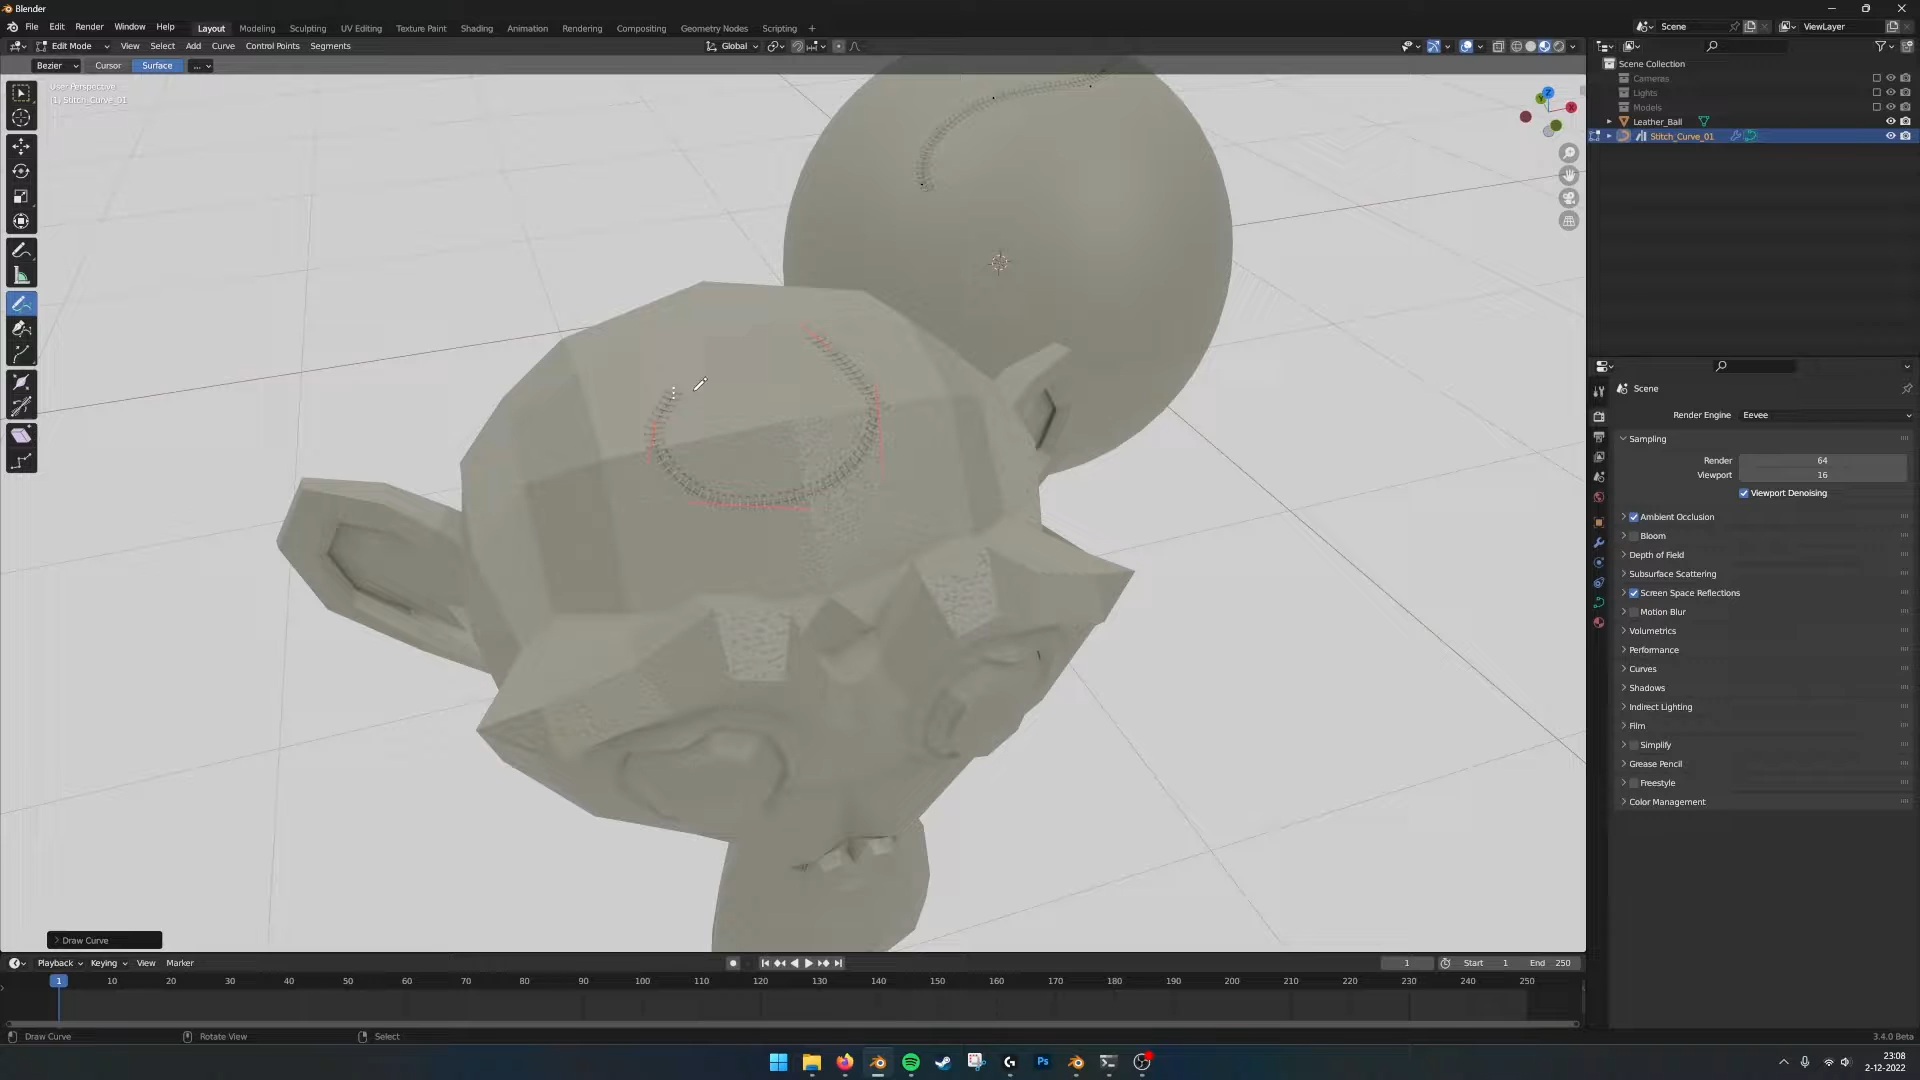 Blender
File Edit Render Window Help Layout Modeling Sculpting UV Editing Texture Paint Shading Animation Rendering Compositing Geometry Nodes Scripting + Scene ViewLayer
Edit Mode View Select Add Curve Control Points Segments Global
Bezier Cursor Surface ...
User Perspective
(1) Stitch_Curve_01
Z
X
Y
Scene Collection
Cameras
Lights
Models
Leather_Ball
Stitch_Curve_01
Scene
Render Engine Eevee
Sampling
Render 64
Viewport 16
Viewport Denoising
Ambient Occlusion
Bloom
Depth of Field
Subsurface Scattering
Screen Space Reflections
Motion Blur
Volumetrics
Performance
Curves
Shadows
Indirect Lighting
Film
Simplify
Grease Pencil
Freestyle
Color Management
Draw Curve
Playback Keying View Marker 1 Start 1 End 250
1 10 20 30 40 50 60 70 80 90 100 110 120 130 140 150 160 170 180 190 200 210 220 230 240 250
Draw Curve Rotate View Select 3.4.0 Beta
Ps
23:08
2-12-2022